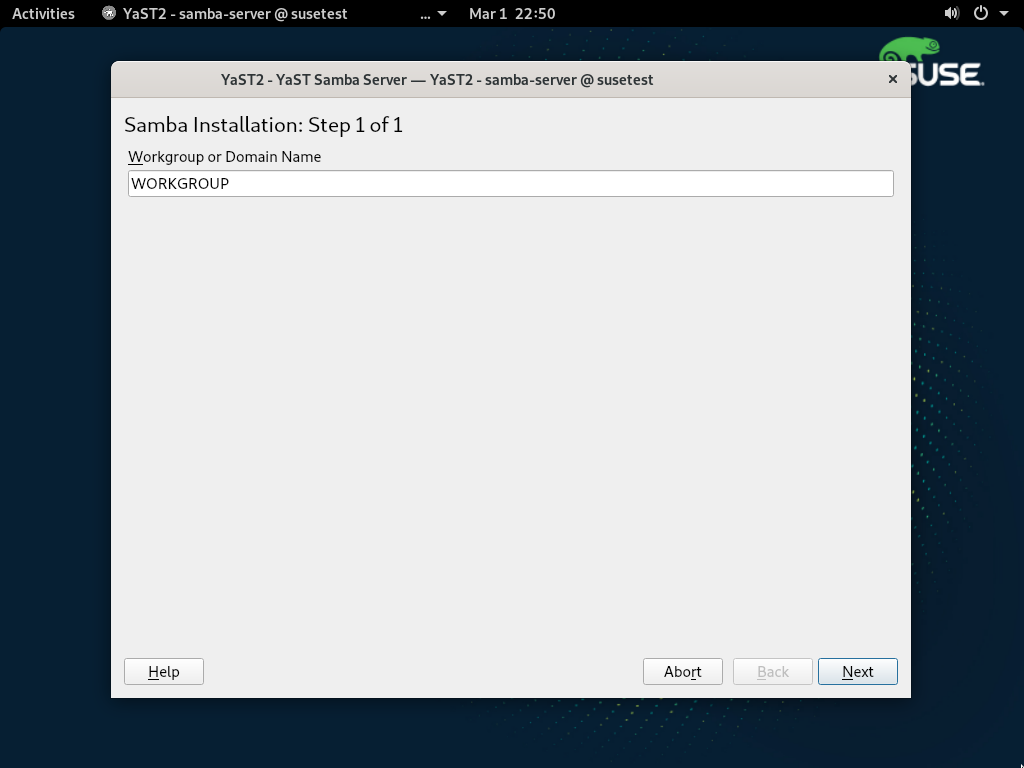 Activities YaST2 - samba-server @ susetest ... Mar 1 22:50
SUSE
YaST2 - YaST Samba Server — YaST2 - samba-server @ susetest
Samba Installation: Step 1 of 1
Workgroup or Domain Name
WORKGROUP
Help Abort Back Next